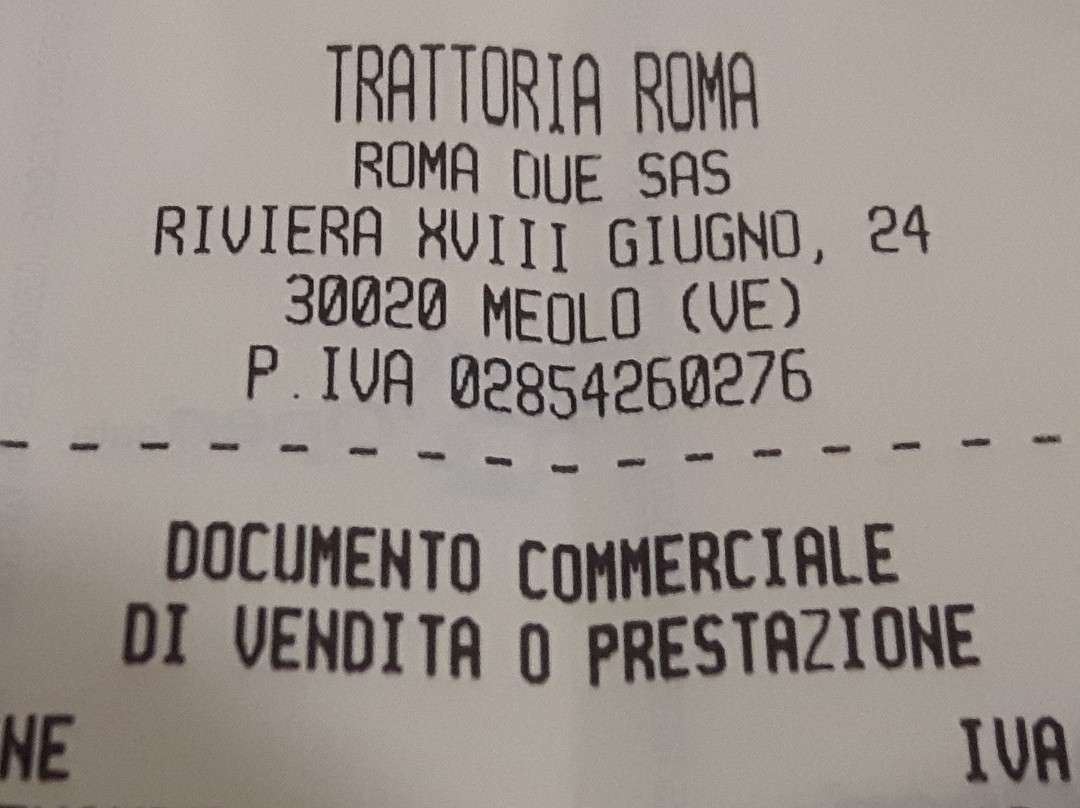 TRATTORIA ROMA
ROMA DUE SAS
RIVIERA XVIII GIUGNO, 24
30020 MEOLO (VE)
P.IVA 02854260276
- - - - - - - - - - - - - - - -
DOCUMENTO COMMERCIALE
DI VENDITA O PRESTAZIONE
NE IVA